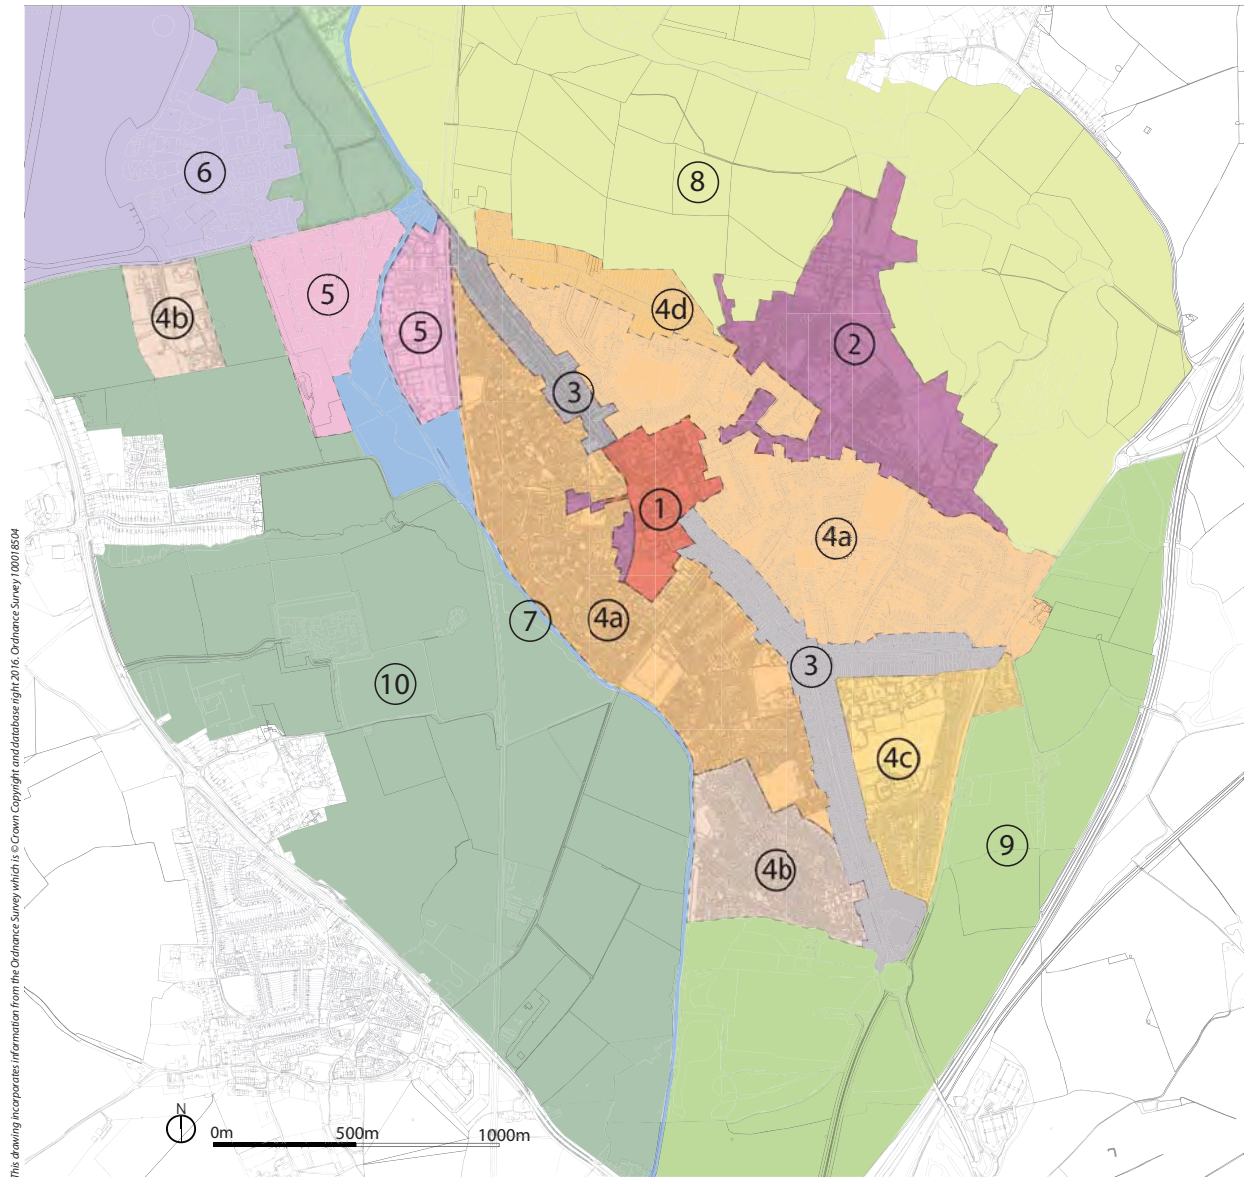 6
8
4b
5
4d
5
2
3
1
4a
7
4a
3
10
4c
9
4b
N
0m
500m
1000m
This drawing incorporates information from the Ordnance Survey which is © Crown Copyright and database right 2016. Ordnance Survey 100018504